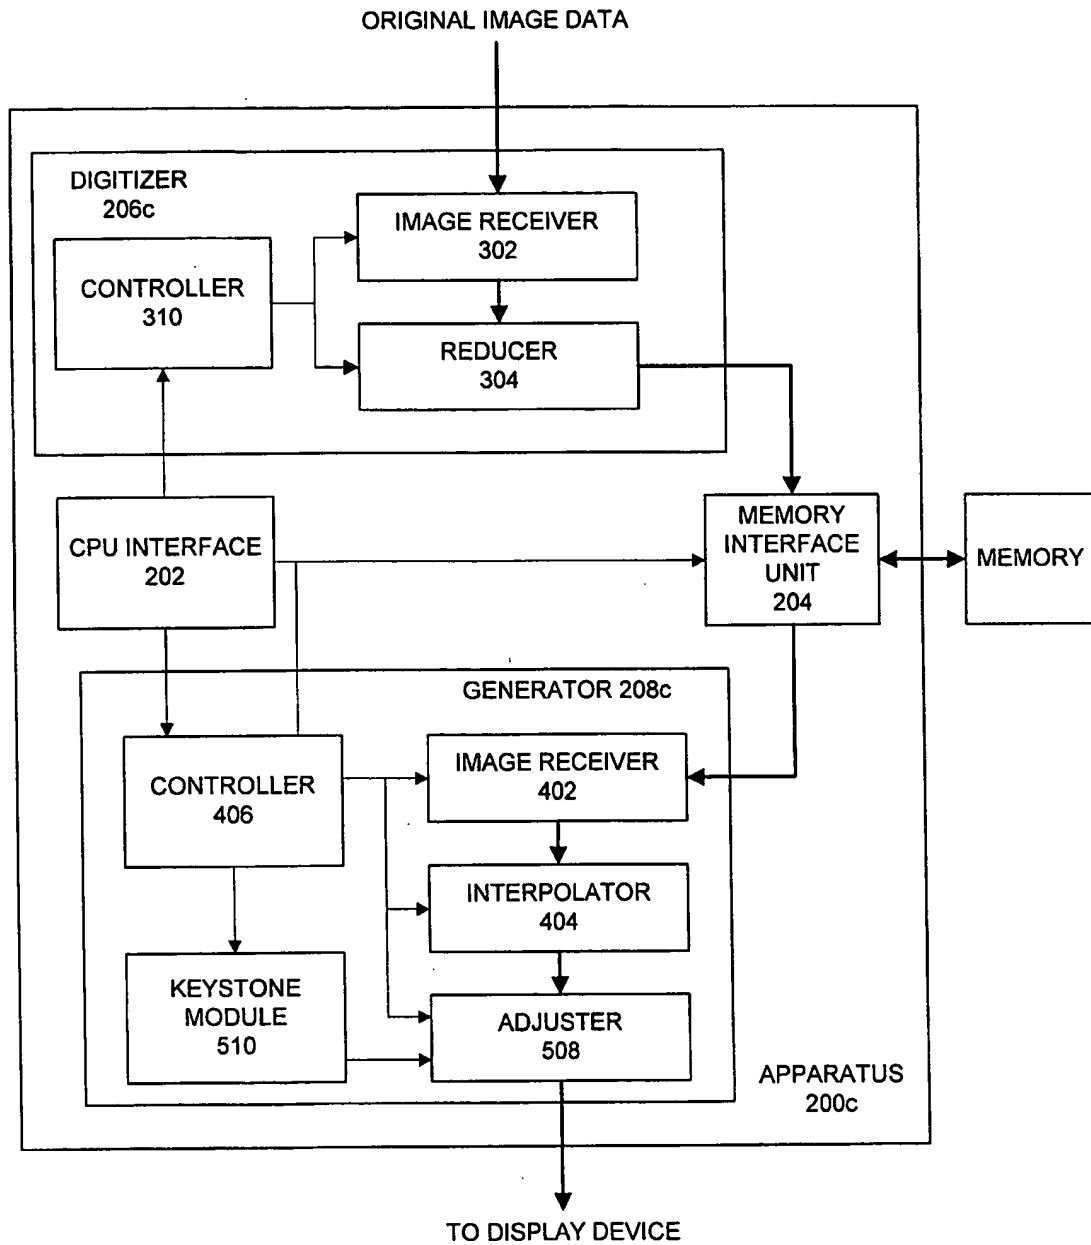 ORIGINAL IMAGE DATA
DIGITIZER
206c
IMAGE RECEIVER
302
CONTROLLER
310
REDUCER
304
CPU INTERFACE
202
MEMORY
INTERFACE
UNIT
204
MEMORY
GENERATOR 208c
CONTROLLER
406
IMAGE RECEIVER
402
INTERPOLATOR
404
KEYSTONE
MODULE
510
ADJUSTER
508
APPARATUS
200c
TO DISPLAY DEVICE